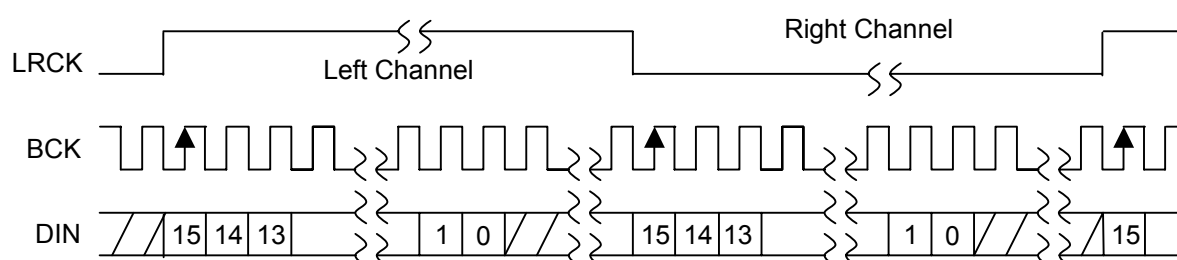 Right Channel
LRCK
Left Channel
BCK
DIN 15 14 13 1 0 15 14 13 1 0 15